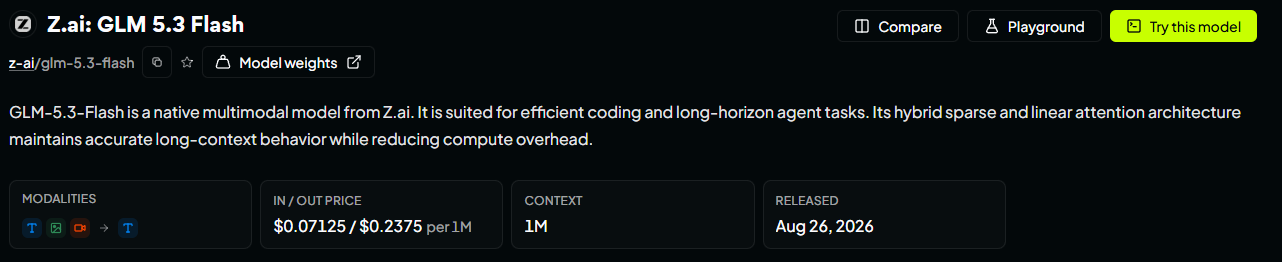 Z.ai: GLM 5.3 Flash
Compare
Playground
Try this model
z-ai/glm-5.3-flash
Model weights
GLM-5.3-Flash is a native multimodal model from Z.ai. It is suited for efficient coding and long-horizon agent tasks. Its hybrid sparse and linear attention architecture
maintains accurate long-context behavior while reducing compute overhead.
MODALITIES
IN / OUT PRICE
$0.07125 / $0.2375 per 1M
CONTEXT
1M
RELEASED
Aug 26, 2026